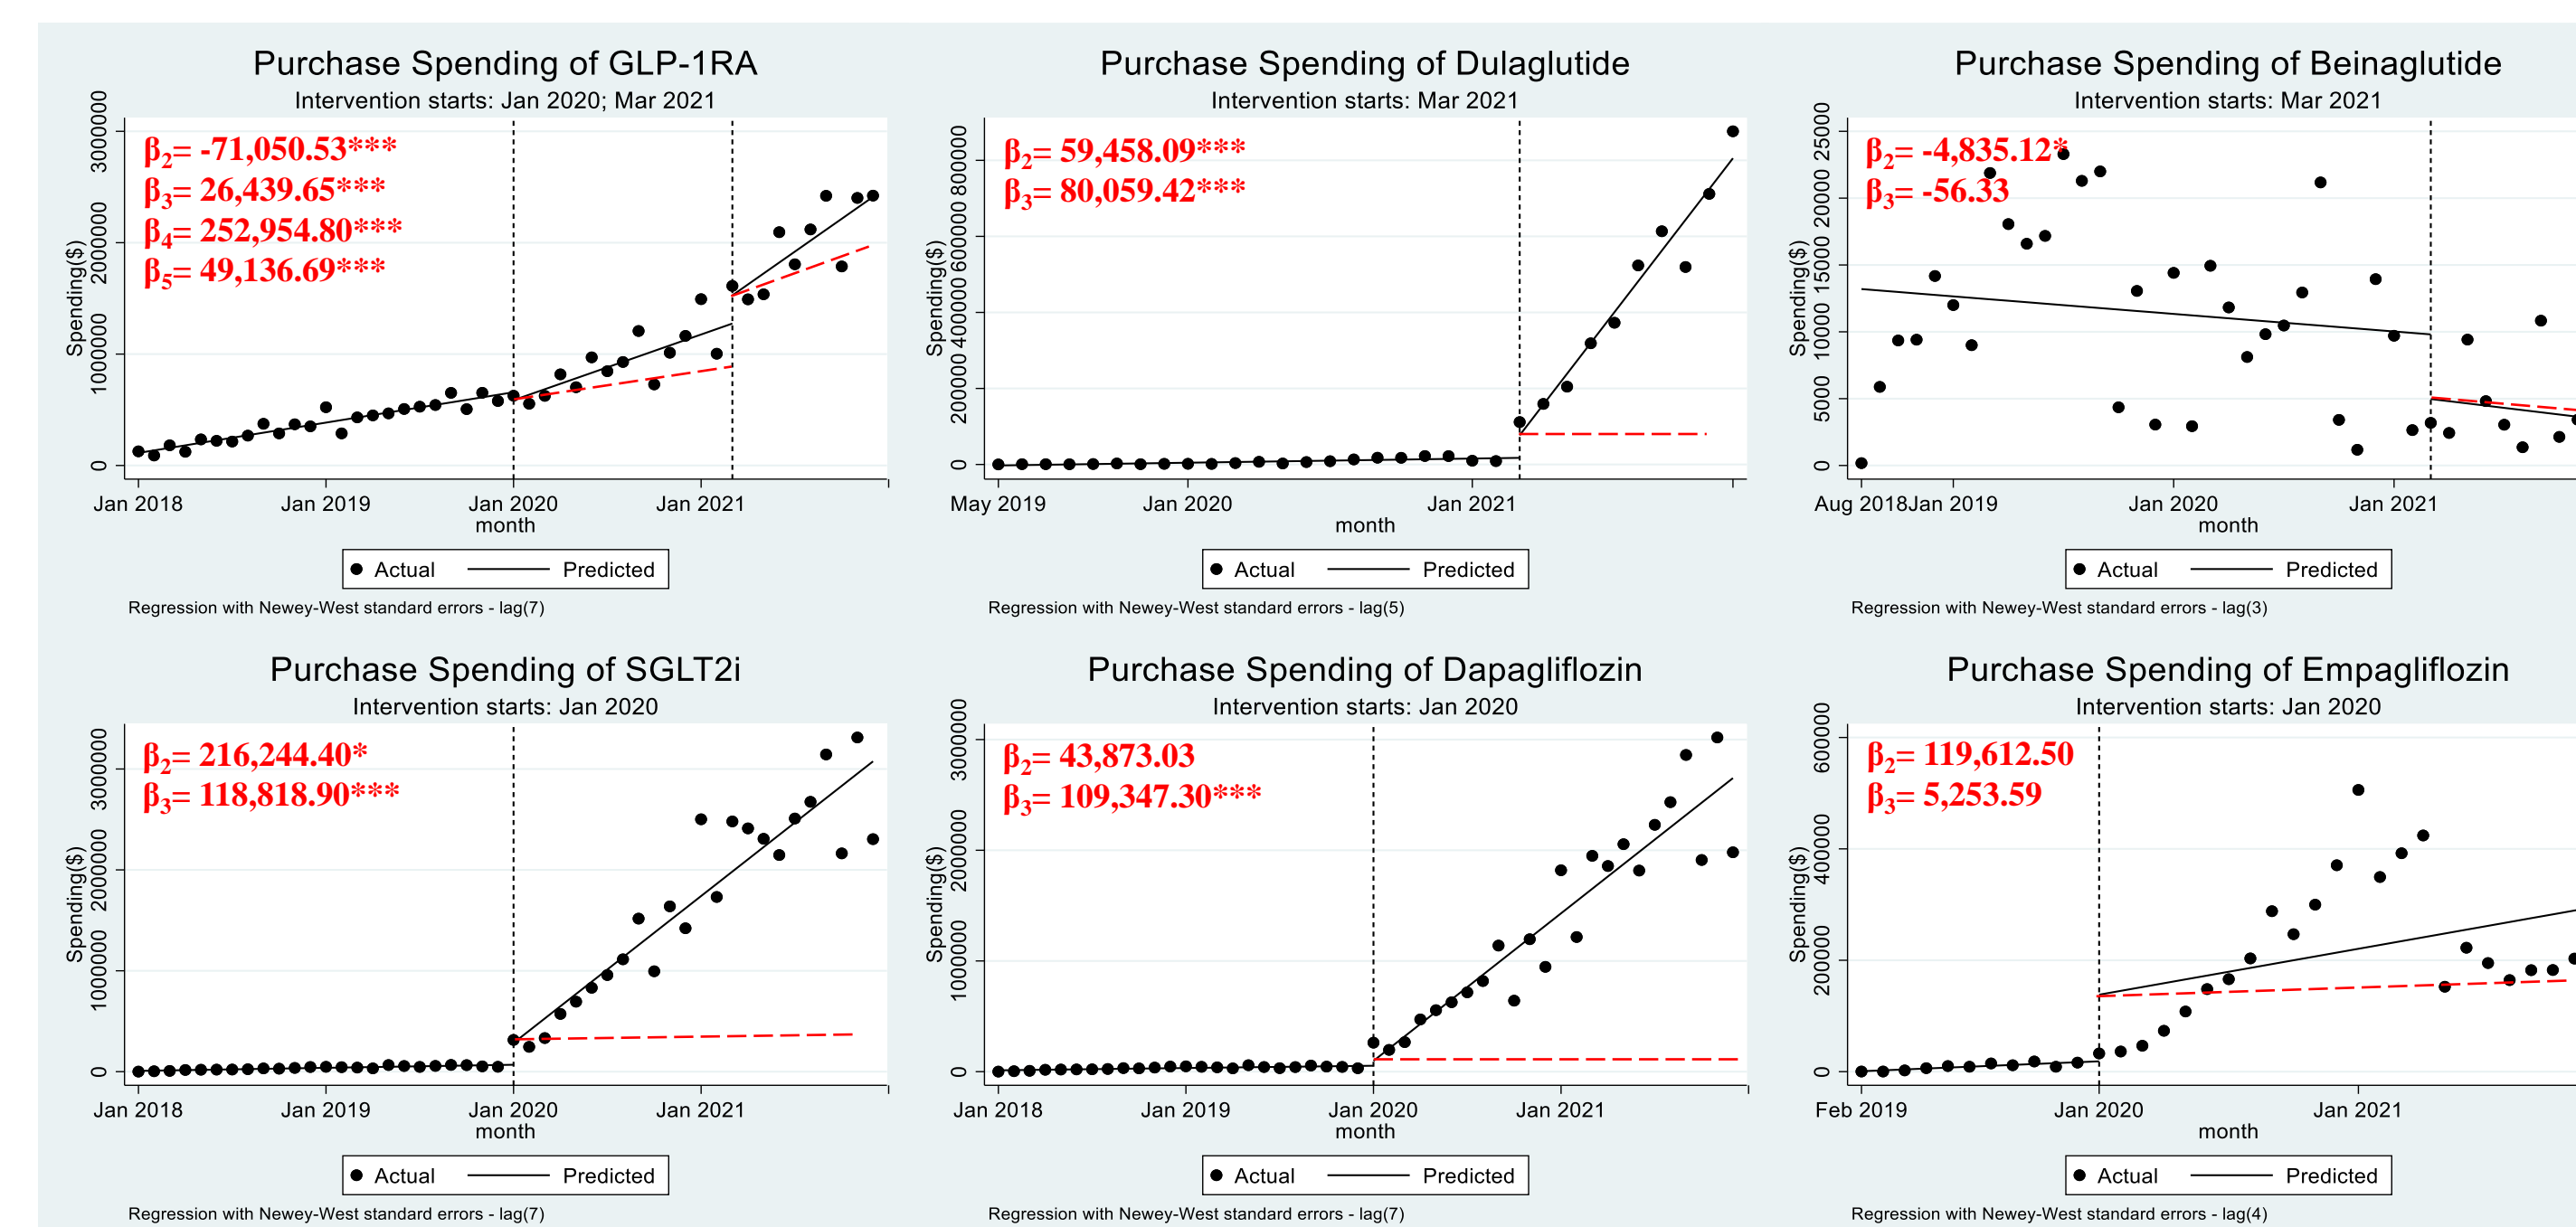 Purchase Spending of GLP-1RA
Intervention starts: Jan 2020; Mar 2021
β2= -71,050.53***
β3= 26,439.65***
β4= 252,954.80***
β5= 49,136.69***
Spending($)
0 1000000 2000000 3000000
Jan 2018 Jan 2019 Jan 2020 Jan 2021
month
Actual Predicted
Regression with Newey-West standard errors - lag(7)
Purchase Spending of Dulaglutide
Intervention starts: Mar 2021
β2= 59,458.09***
β3= 80,059.42***
Spending($)
0 200000 400000 600000 800000
May 2019 Jan 2020 Jan 2021
month
Actual Predicted
Regression with Newey-West standard errors - lag(5)
Purchase Spending of Beinaglutide
Intervention starts: Mar 2021
β2= -4,835.12*
β3= -56.33
Spending($)
0 5000 10000 15000 20000 25000
Aug 2018 Jan 2019 Jan 2020 Jan 2021
month
Actual Predicted
Regression with Newey-West standard errors - lag(3)
Purchase Spending of SGLT2i
Intervention starts: Jan 2020
β2= 216,244.40*
β3= 118,818.90***
Spending($)
0 1000000 2000000 3000000
Jan 2018 Jan 2019 Jan 2020 Jan 2021
month
Actual Predicted
Regression with Newey-West standard errors - lag(7)
Purchase Spending of Dapagliflozin
Intervention starts: Jan 2020
β2= 43,873.03
β3= 109,347.30***
Spending($)
0 1000000 2000000 3000000
Jan 2018 Jan 2019 Jan 2020 Jan 2021
month
Actual Predicted
Regression with Newey-West standard errors - lag(7)
Purchase Spending of Empagliflozin
Intervention starts: Jan 2020
β2= 119,612.50
β3= 5,253.59
Spending($)
0 200000 400000 600000
Feb 2019 Jan 2020 Jan 2021
month
Actual Predicted
Regression with Newey-West standard errors - lag(4)